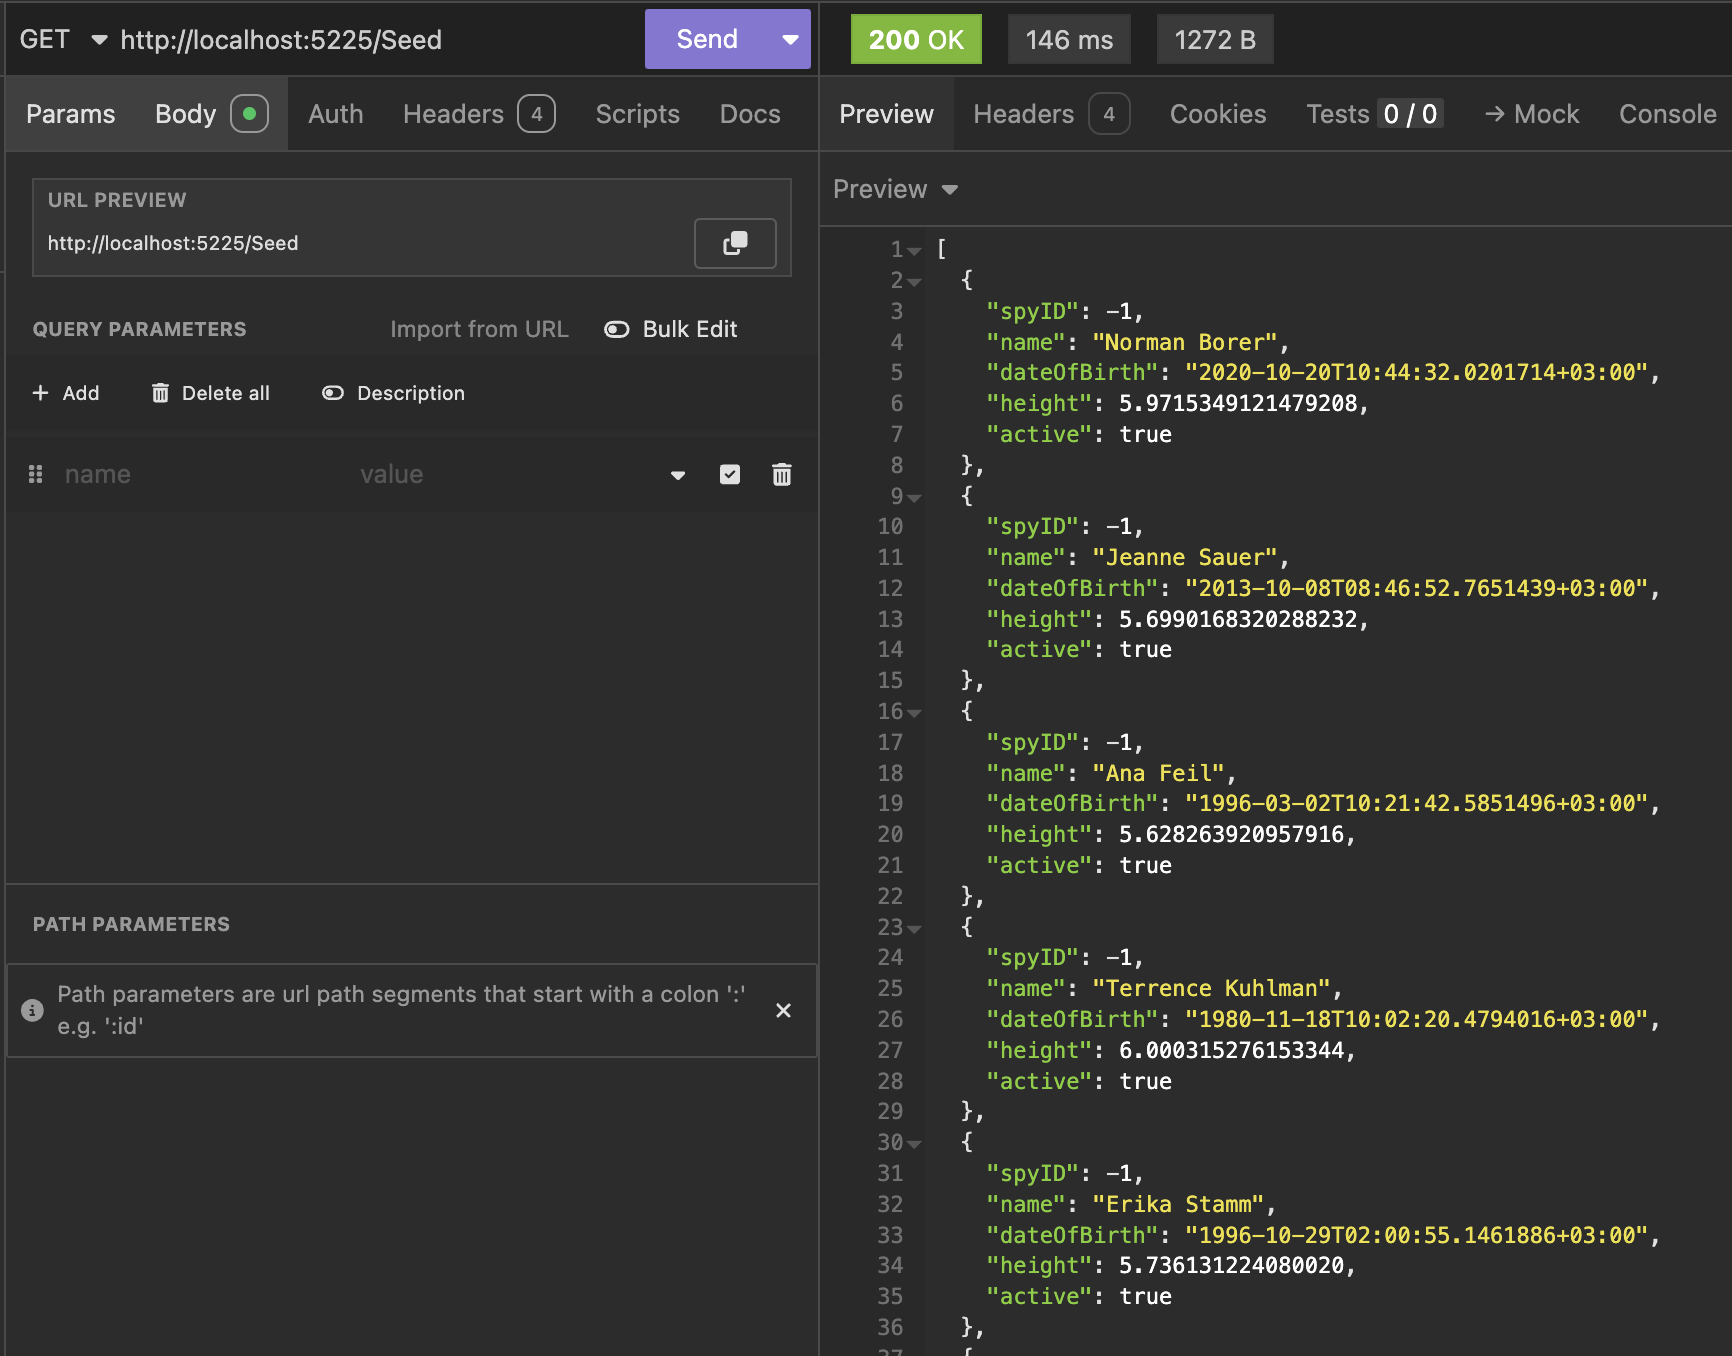 GET http://localhost:5225/Seed Send
Params Body Auth Headers 4 Scripts Docs
URL PREVIEW
http://localhost:5225/Seed
QUERY PARAMETERS Import from URL Bulk Edit
+ Add Delete all Description
name value
PATH PARAMETERS
Path parameters are url path segments that start with a colon ':'
e.g. ':id'
200 OK 146 ms 1272 B
Preview Headers 4 Cookies Tests 0 / 0 → Mock Console
Preview
1 [
2 {
3 "spyID": -1,
4 "name": "Norman Borer",
5 "dateOfBirth": "2020-10-20T10:44:32.0201714+03:00",
6 "height": 5.9715349121479208,
7 "active": true
8 },
9 {
10 "spyID": -1,
11 "name": "Jeanne Sauer",
12 "dateOfBirth": "2013-10-08T08:46:52.7651439+03:00",
13 "height": 5.6990168320288232,
14 "active": true
15 },
16 {
17 "spyID": -1,
18 "name": "Ana Feil",
19 "dateOfBirth": "1996-03-02T10:21:42.5851496+03:00",
20 "height": 5.628263920957916,
21 "active": true
22 },
23 {
24 "spyID": -1,
25 "name": "Terrence Kuhlman",
26 "dateOfBirth": "1980-11-18T10:02:20.4794016+03:00",
27 "height": 6.000315276153344,
28 "active": true
29 },
30 {
31 "spyID": -1,
32 "name": "Erika Stamm",
33 "dateOfBirth": "1996-10-29T02:00:55.1461886+03:00",
34 "height": 5.736131224080020,
35 "active": true
36 },
37 {